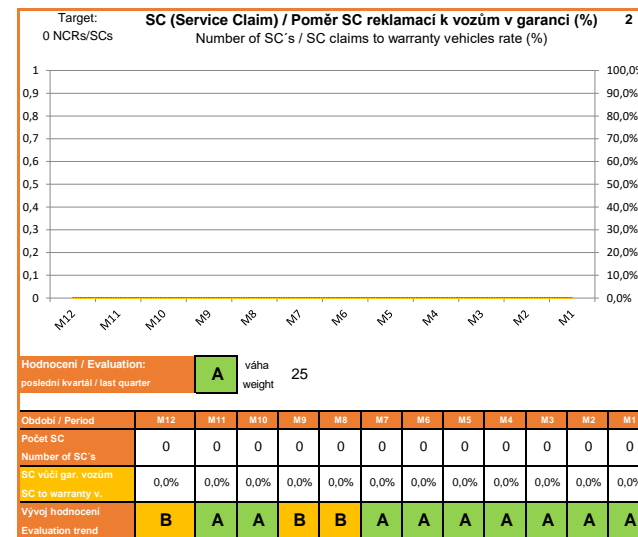 Target:
0 NCRs/SCs
SC (Service Claim) / Poměr SC reklamací k vozům v garanci (%) 2
Number of SC´s / SC claims to warranty vehicles rate (%)
1 100,0%
0,9 90,0%
0,8 80,0%
0,7 70,0%
0,6 60,0%
0,5 50,0%
0,4 40,0%
0,3 30,0%
0,2 20,0%
0,1 10,0%
0 0,0%
M12 M11 M10 M9 M8 M7 M6 M5 M4 M3 M2 M1
Hodnocení / Evaluation:
poslední kvartál / last quarter
A
váha
weight
25
Období / Period M12 M11 M10 M9 M8 M7 M6 M5 M4 M3 M2 M1
Počet SC
Number of SC´s
0 0 0 0 0 0 0 0 0 0 0 0
SC vůči gar. vozům
SC to warranty v.
0,0% 0,0% 0,0% 0,0% 0,0% 0,0% 0,0% 0,0% 0,0% 0,0% 0,0% 0,0%
Vývoj hodnocení
Evaluation trend
B A A B B A A A A A A A